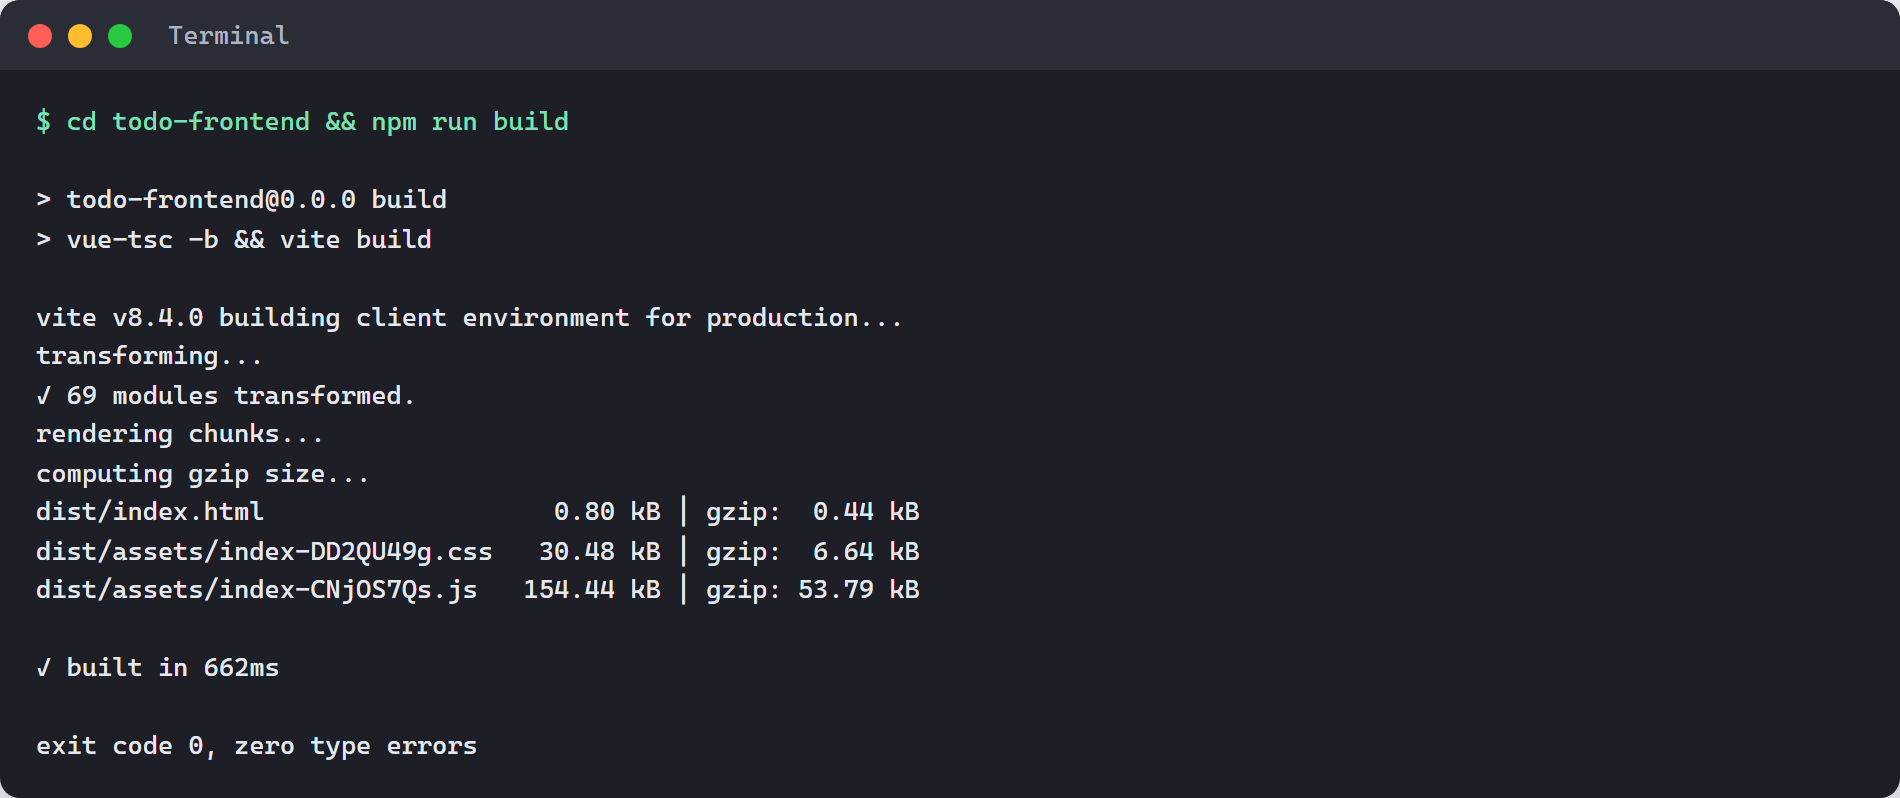 Terminal
$ cd todo-frontend && npm run build
> todo-frontend@0.0.0 build
> vue-tsc -b && vite build
vite v8.4.0 building client environment for production...
transforming...
√ 69 modules transformed.
rendering chunks...
computing gzip size...
dist/index.html                   0.80 kB │ gzip:  0.44 kB
dist/assets/index-DD2QU49g.css   30.48 kB │ gzip:  6.64 kB
dist/assets/index-CNjOS7Qs.js   154.44 kB │ gzip: 53.79 kB
√ built in 662ms
exit code 0, zero type errors